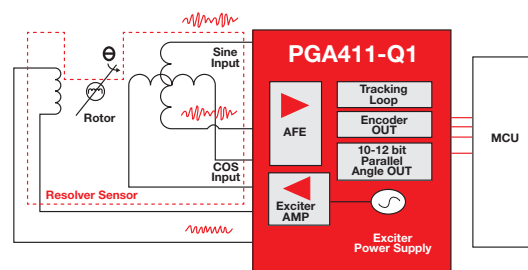 PGA411-Q1
Sine
Input
Θ
Rotor
COS
Input
Resolver Sensor
AFE
Tracking
Loop
Encoder
OUT
10-12 bit
Parallel
Angle OUT
Exciter
AMP
Exciter
Power Supply
MCU